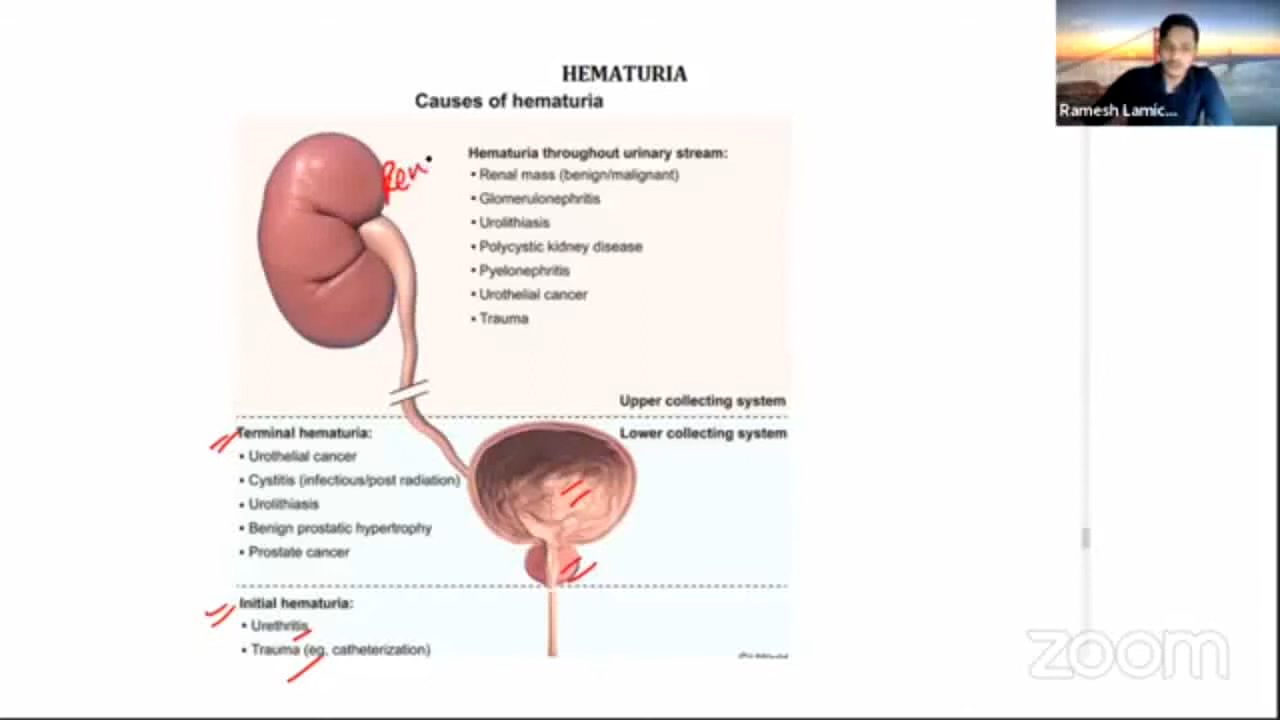 HEMATURIA
Causes of hematuria
Ramesh Lamic...
Ren
Hematuria throughout urinary stream:
• Renal mass (benign/malignant)
• Glomerulonephritis
• Urolithiasis
• Polycystic kidney disease
• Pyelonephritis
• Urothelial cancer
• Trauma
Upper collecting system
Lower collecting system
Terminal hematuria:
• Urothelial cancer
• Cystitis (infectious/post radiation)
• Urolithiasis
• Benign prostatic hypertrophy
• Prostate cancer
Initial hematuria:
• Urethritis
• Trauma (eg, catheterization)
zoom